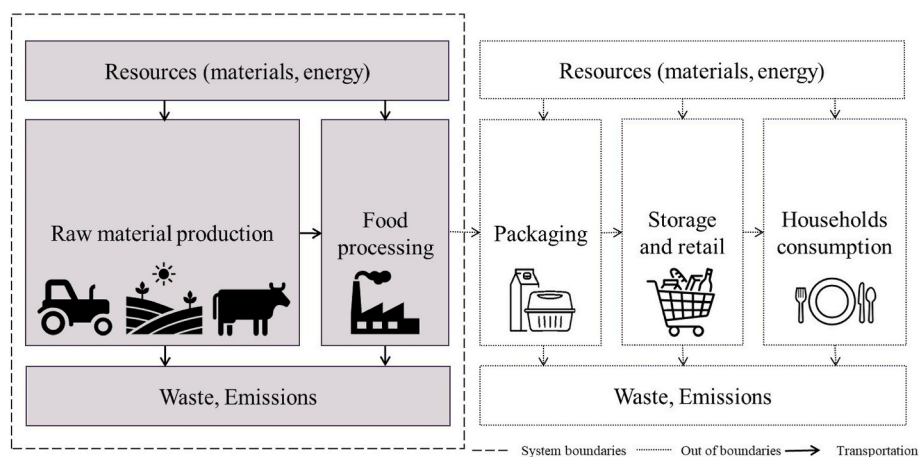 Resources (materials, energy)
Resources (materials, energy)
Raw material production
Food
processing
Packaging
Storage
and retail
Households
consumption
Waste, Emissions
Waste, Emissions
System boundaries
Out of boundaries
Transportation